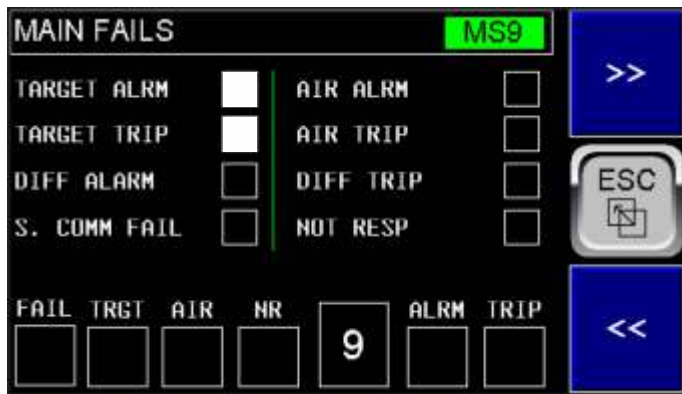 MAIN FAILS MS9
>>
TARGET ALRM AIR ALRM
TARGET TRIP AIR TRIP
DIFF ALARM DIFF TRIP
ESC
S. COMM FAIL NOT RESP
FAIL TRGT AIR NR ALRM TRIP
9
<<